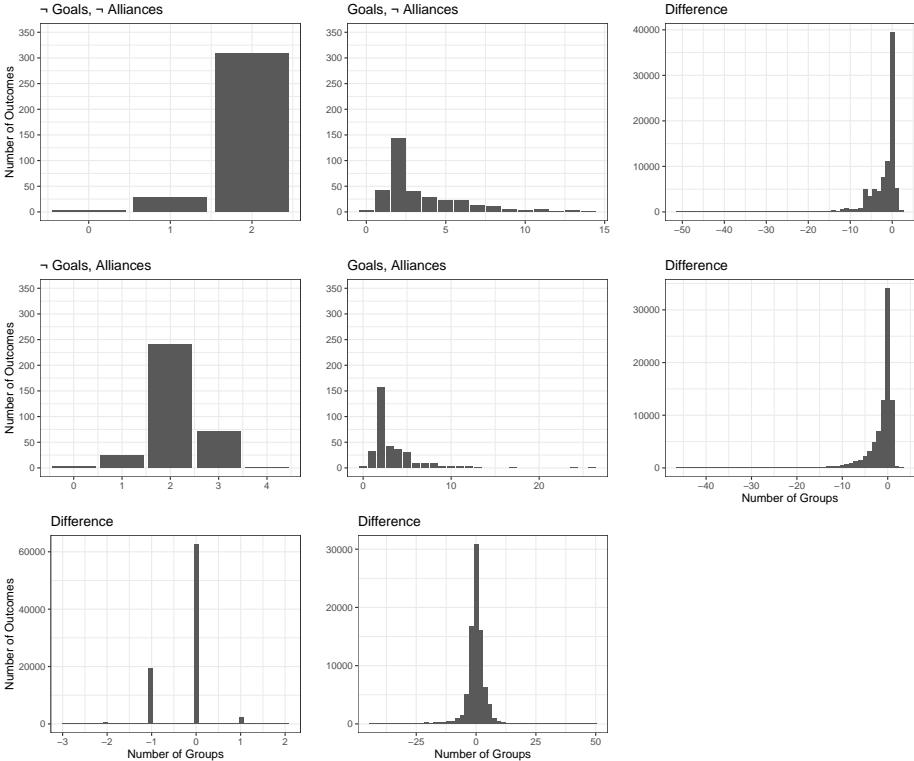 ¬ Goals, ¬ Alliances
Number of Outcomes
350
300
250
200
150
100
50
0
0 1 2
Goals, ¬ Alliances
350
300
250
200
150
100
50
0
0 5 10 15
Difference
40000
30000
20000
10000
0
−50 −40 −30 −20 −10 0
¬ Goals, Alliances
Number of Outcomes
350
300
250
200
150
100
50
0
0 1 2 3 4
Goals, Alliances
350
300
250
200
150
100
50
0
0 10 20
Difference
30000
20000
10000
0
−40 −30 −20 −10 0
Number of Groups
Difference
Number of Outcomes
60000
40000
20000
0
−3 −2 −1 0 1 2
Number of Groups
Difference
30000
20000
10000
0
−25 0 25 50
Number of Groups